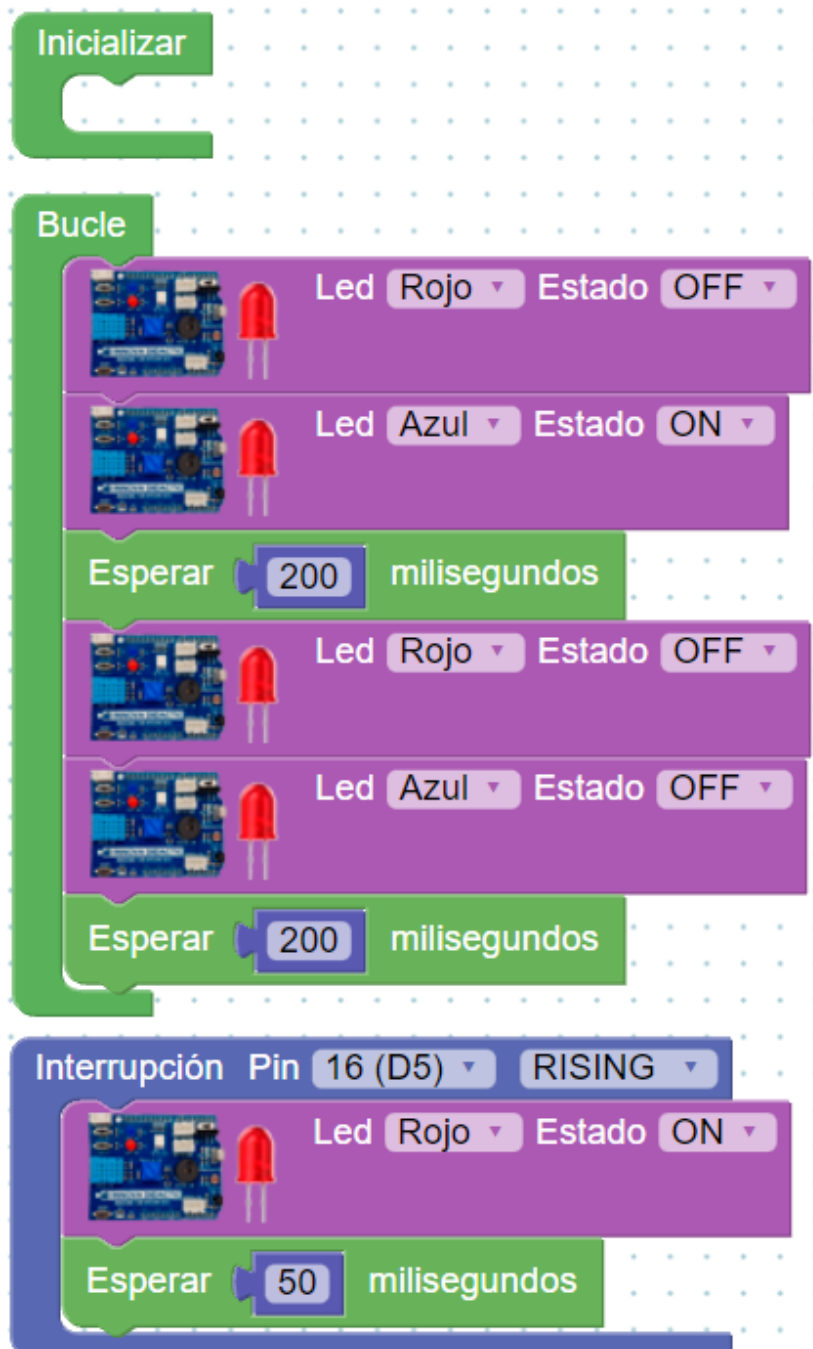 Inicializar
Bucle
Led Rojo Estado OFF
Led Azul Estado ON
Esperar 200 milisegundos
Led Rojo Estado OFF
Led Azul Estado OFF
Esperar 200 milisegundos
Interrupción Pin 16 (D5) RISING
Led Rojo Estado ON
Esperar 50 milisegundos